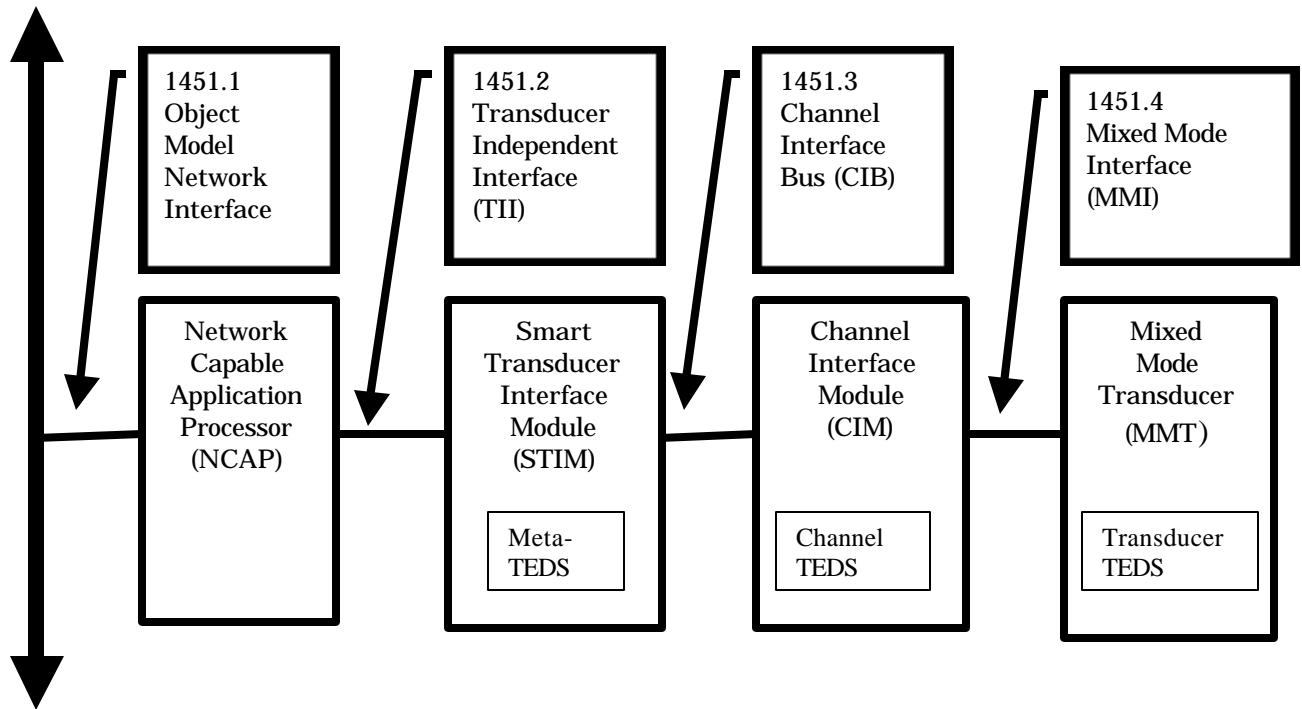 1451.1
Object
Model
Network
Interface
1451.2
Transducer
Independent
Interface
(TII)
1451.3
Channel
Interface
Bus (CIB)
1451.4
Mixed Mode
Interface
(MMI)
Network
Capable
Application
Processor
(NCAP)
Smart
Transducer
Interface
Module
(STIM)
Meta-
TEDS
Channel
Interface
Module
(CIM)
Channel
TEDS
Mixed
Mode
Transducer
(MMT)
Transducer
TEDS